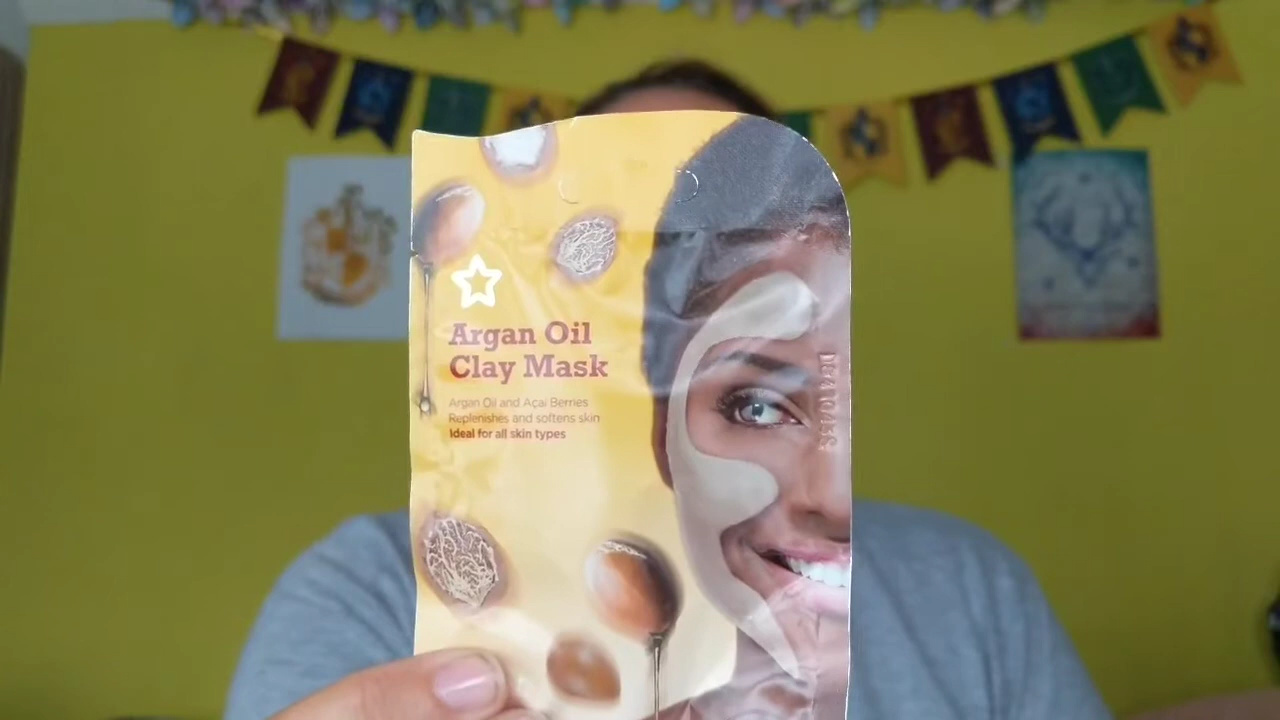 Argan Oil
Clay Mask
Argan Oil and Açai Berries
Replenishes and softens skin
Ideal for all skin types